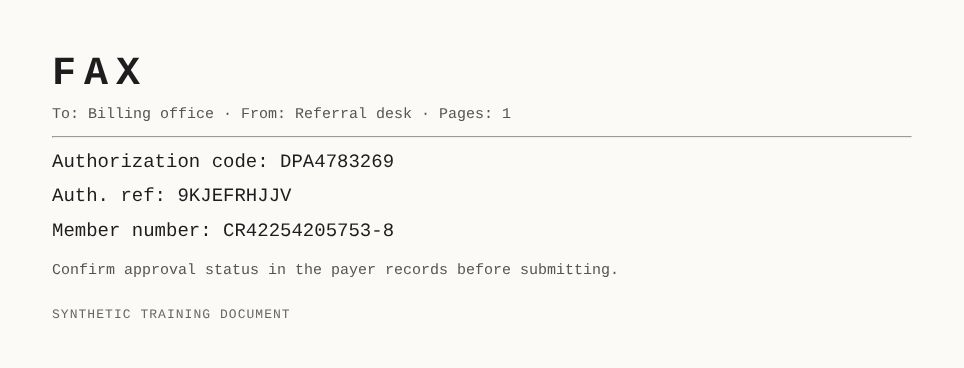 FAX
To: Billing office · From: Referral desk · Pages: 1
Authorization code: DPA4783269
Auth. ref: 9KJEFRHJJV
Member number: CR42254205753-8
Confirm approval status in the payer records before submitting.
SYNTHETIC TRAINING DOCUMENT